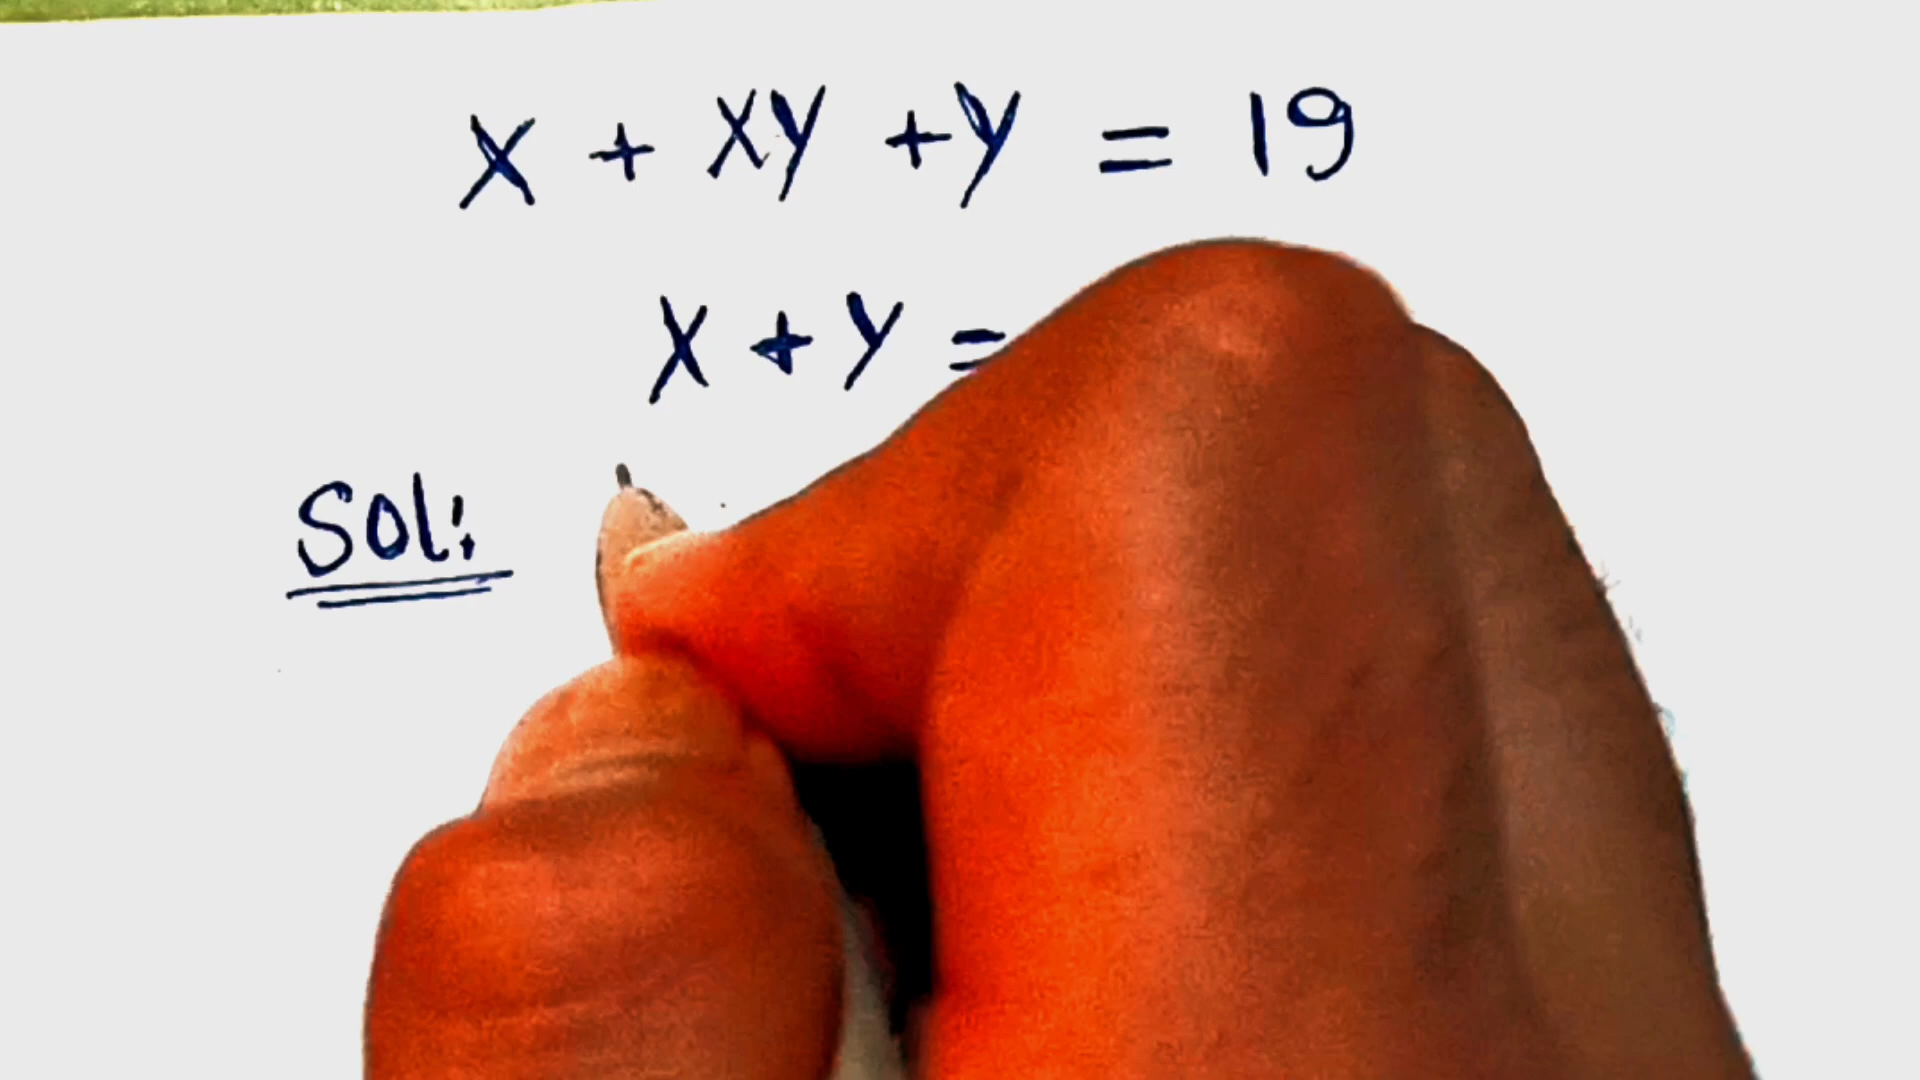 x + xy + y = 19
x + y =
Sol: